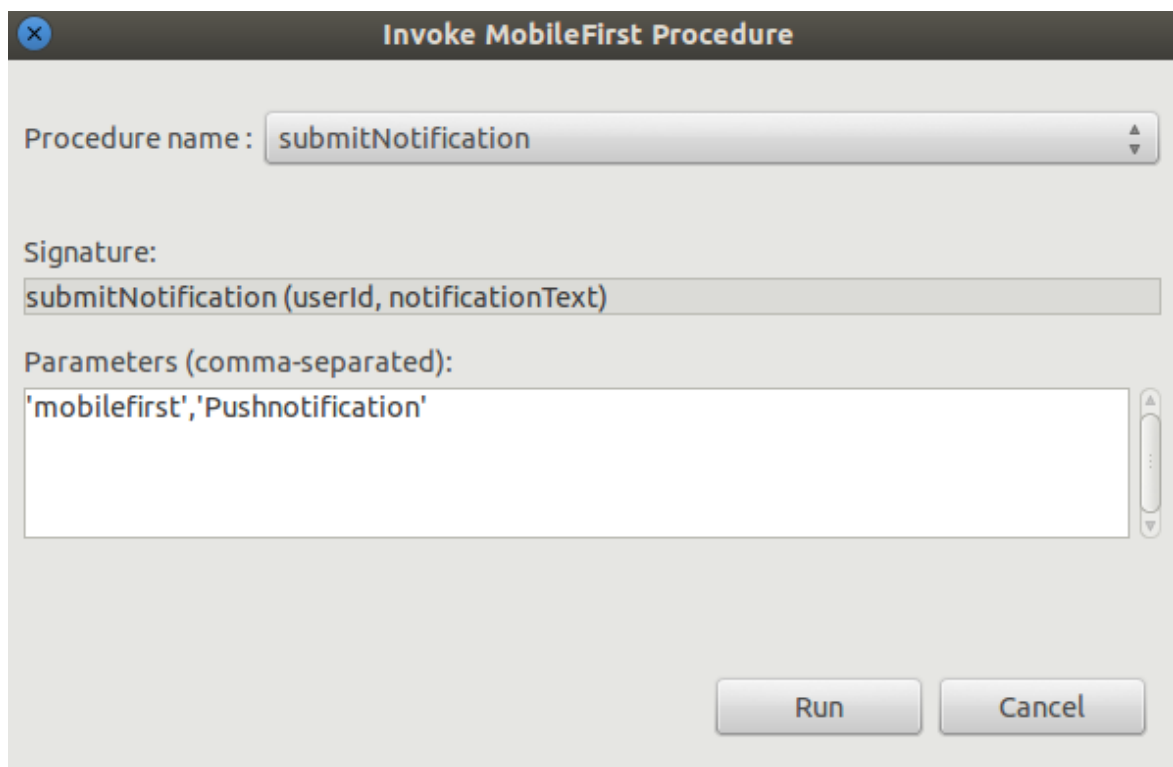 Invoke MobileFirst Procedure
Procedure name : submitNotification
Signature:
submitNotification (userId, notificationText)
Parameters (comma-separated):
'mobilefirst','Pushnotification'
Run Cancel